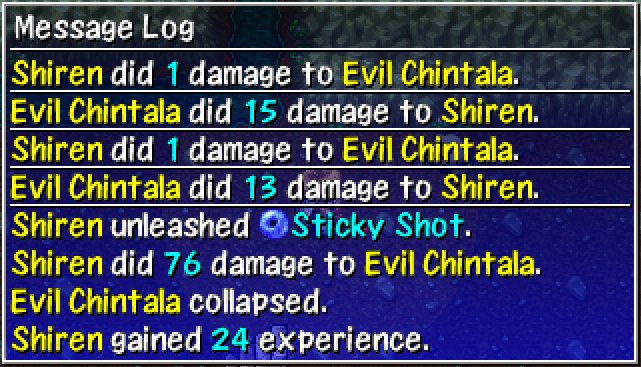 Message Log
Shiren did 1 damage to Evil Chintala.
Evil Chintala did 15 damage to Shiren.
Shiren did 1 damage to Evil Chintala.
Evil Chintala did 13 damage to Shiren.
Shiren unleashed Sticky Shot.
Shiren did 76 damage to Evil Chintala.
Evil Chintala collapsed.
Shiren gained 24 experience.